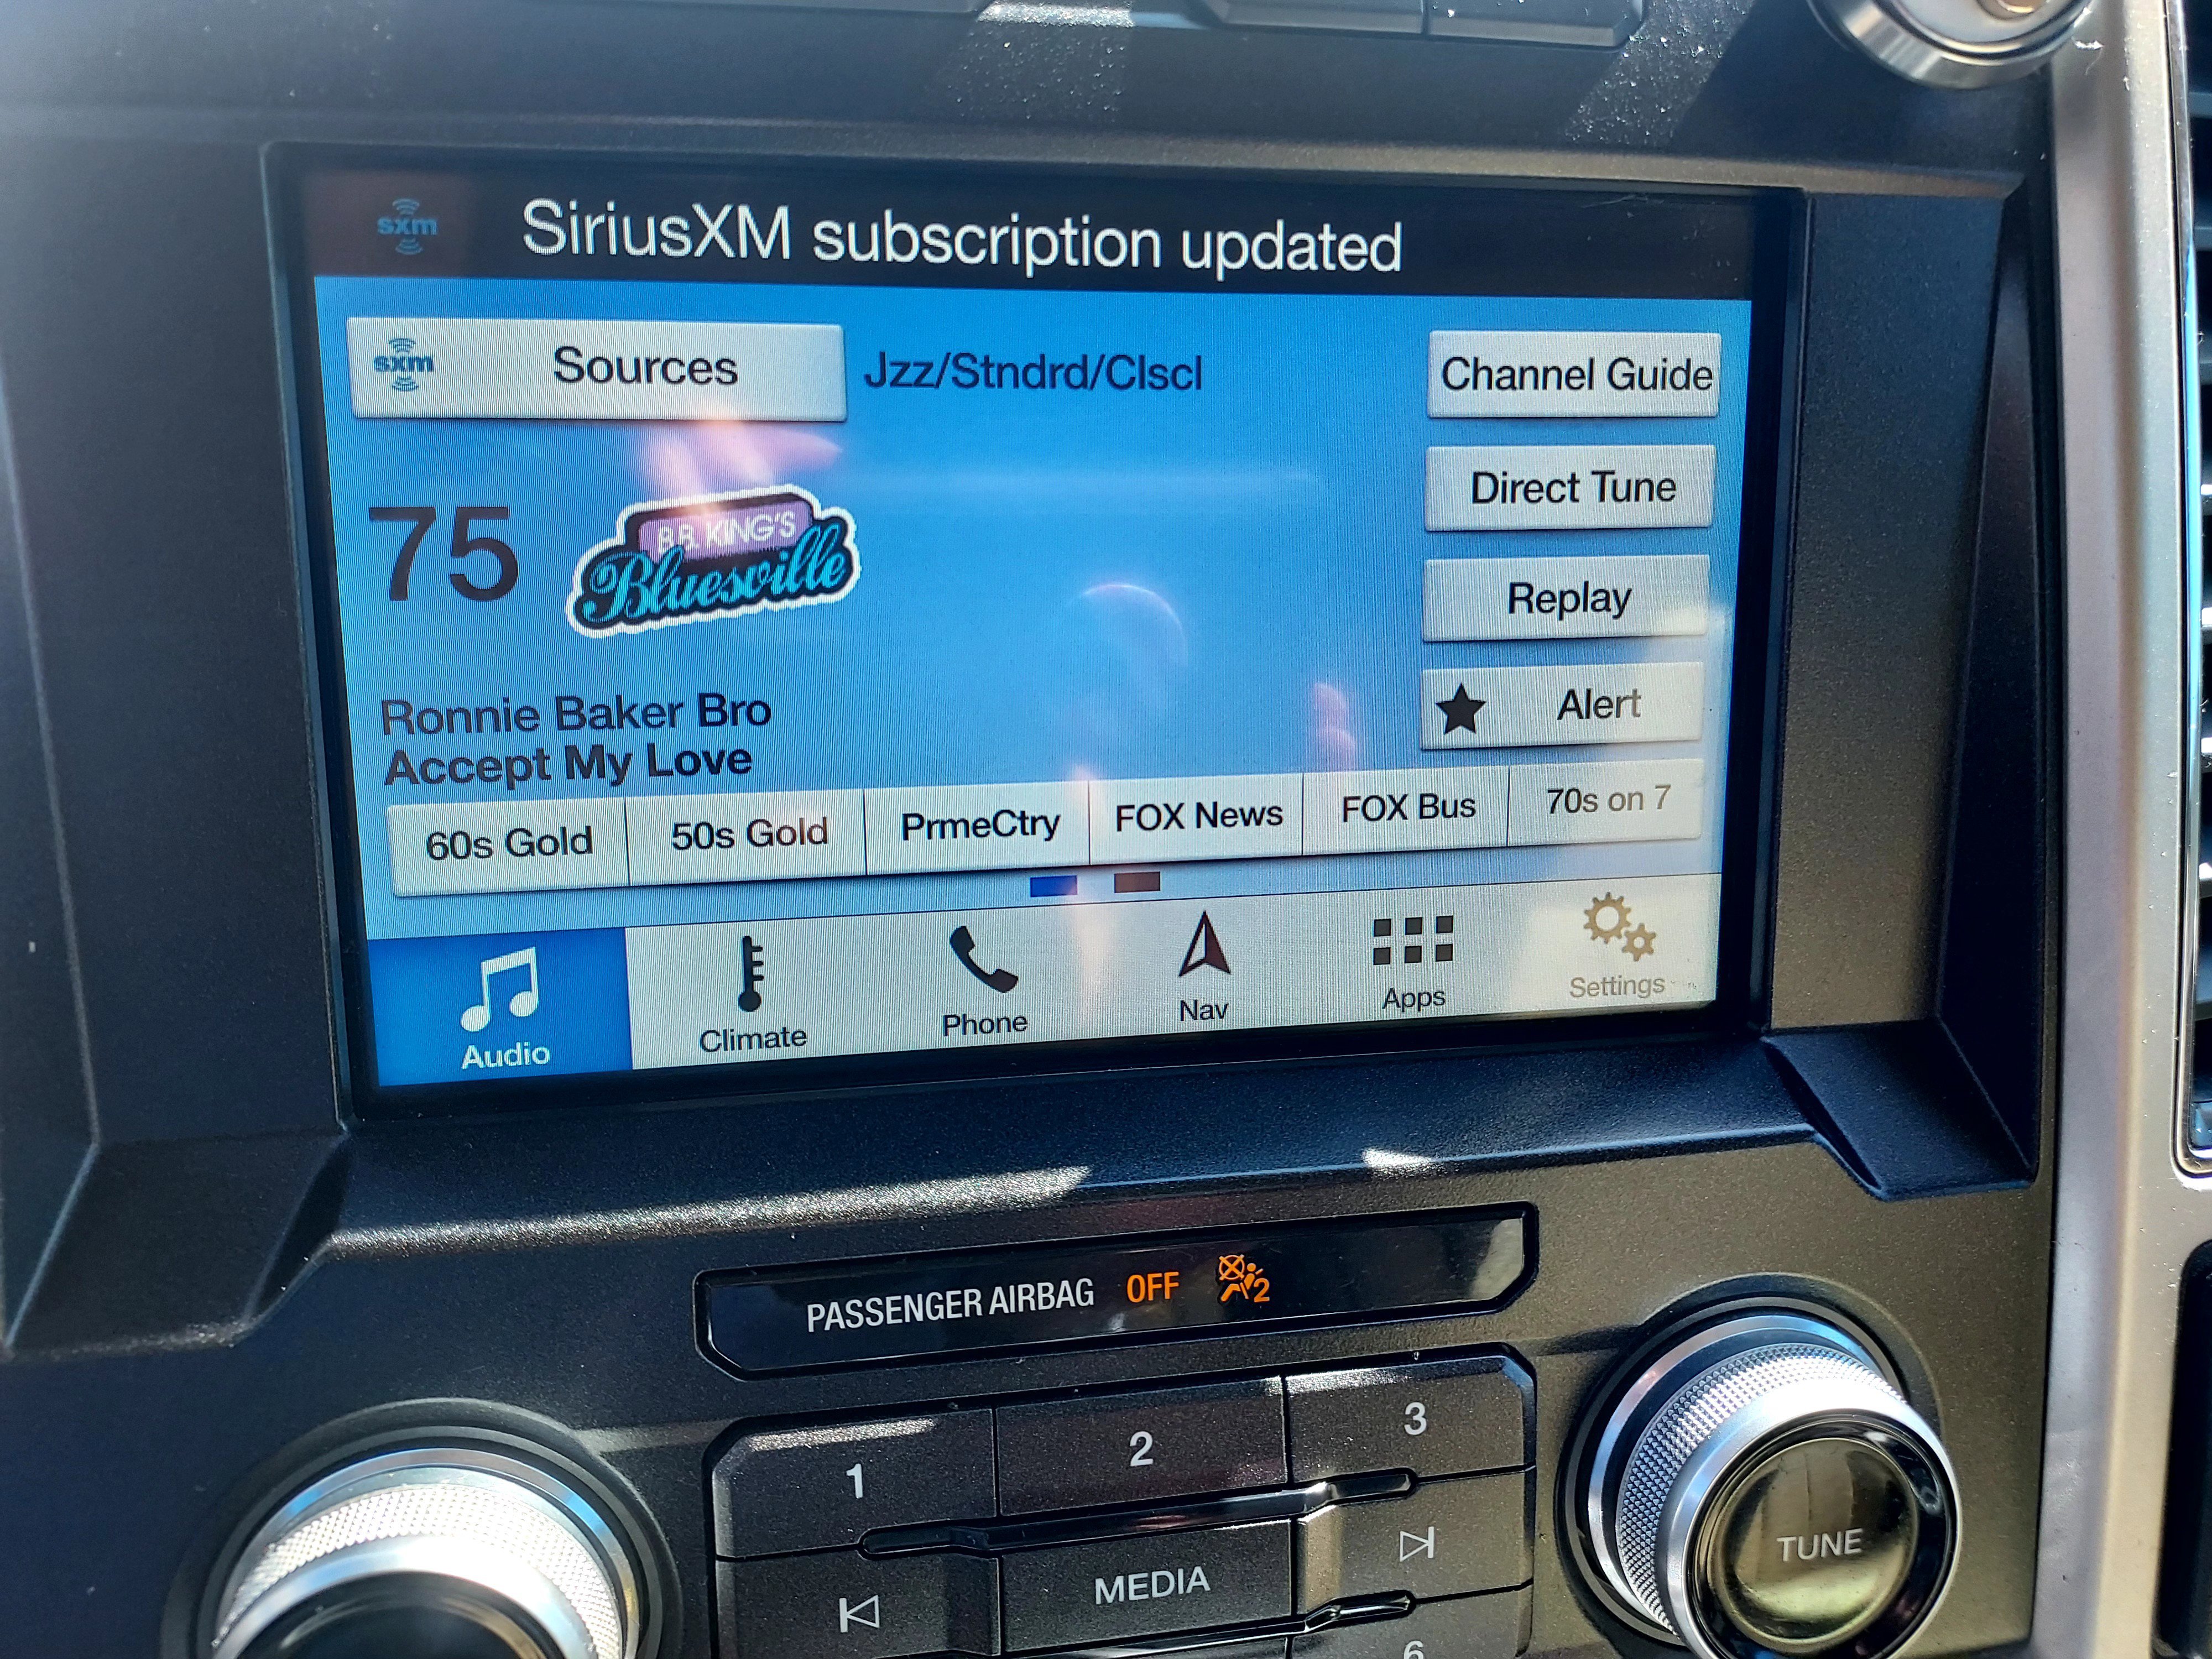 sxm
SiriusXM subscription updated
sxm
Sources
Jzz/Stndrd/Clscl
Channel Guide
Direct Tune
75
B.B. KING'S
Bluesville
Replay
Alert
Ronnie Baker Bro
Accept My Love
60s Gold
50s Gold
PrmeCtry
FOX News
FOX Bus
70s on 7
Audio
Climate
Phone
Nav
Apps
Settings
PASSENGER AIRBAG OFF
2
1
2
3
MEDIA
TUNE
6